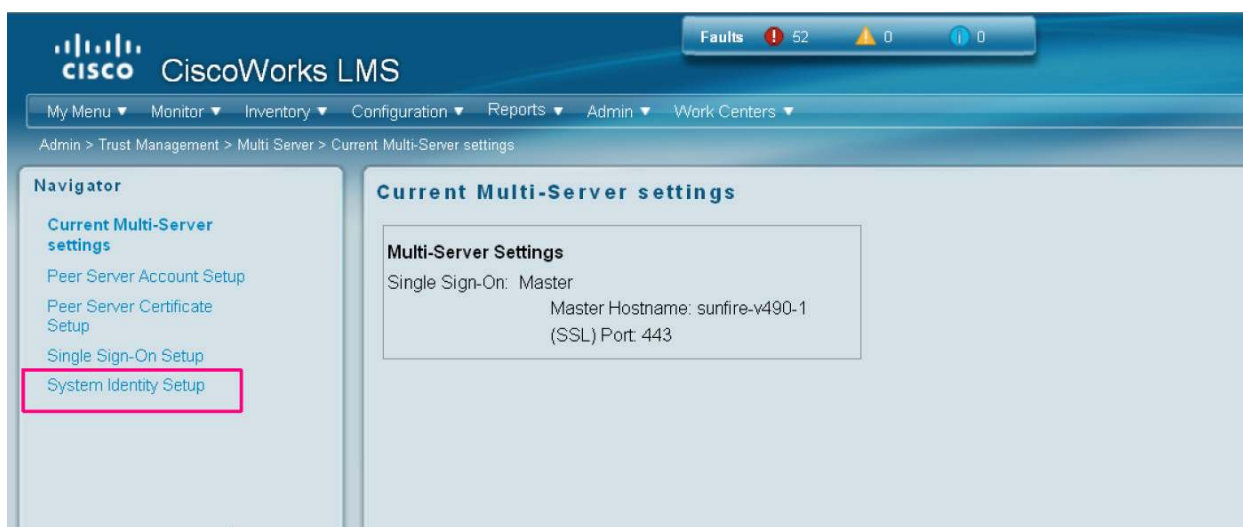 Faults 52 0 0
CISCO CiscoWorks LMS
My Menu Monitor Inventory Configuration Reports Admin Work Centers
Admin > Trust Management > Multi Server > Current Multi-Server settings
Navigator
Current Multi-Server
settings
Peer Server Account Setup
Peer Server Certificate
Setup
Single Sign-On Setup
System Identity Setup
Current Multi-Server settings
Multi-Server Settings
Single Sign-On: Master
Master Hostname: sunfire-v490-1
(SSL) Port: 443